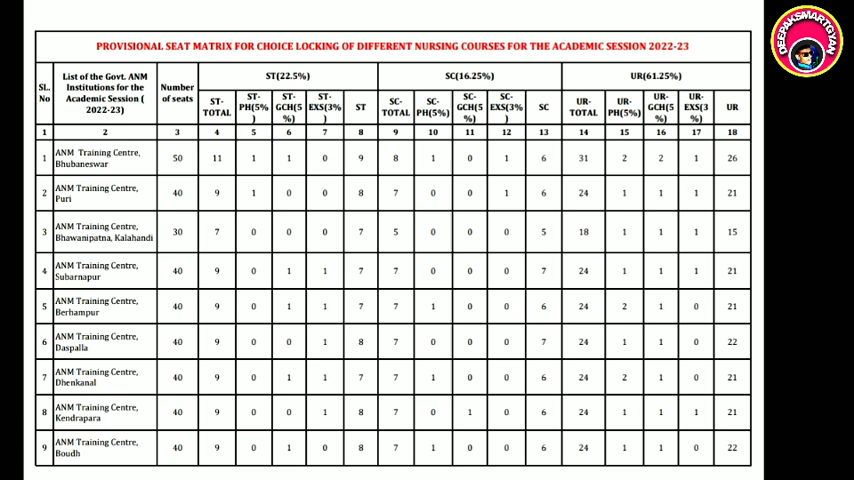 PROVISIONAL SEAT MATRIX FOR CHOICE LOCKING OF DIFFERENT NURSING COURSES FOR THE ACADEMIC SESSION 2022-23
SL. No | List of the Govt. ANM Institutions for the Academic Session ( 2022-23) | Number of seats | ST(22.5%) | SC(16.25%) | UR(61.25%)
ST-TOTAL | ST-PH(5%) | ST-GCH(5%) | ST-EXS(3%) | ST | SC-TOTAL | SC-PH(5%) | SC-GCH(5%) | SC-EXS(3%) | SC | UR-TOTAL | UR-PH(5%) | UR-GCH(5%) | UR-EXS(3%) | UR
1 | 2 | 3 | 4 | 5 | 6 | 7 | 8 | 9 | 10 | 11 | 12 | 13 | 14 | 15 | 16 | 17 | 18
1 | ANM Training Centre, Bhubaneswar | 50 | 11 | 1 | 1 | 0 | 9 | 8 | 1 | 0 | 1 | 6 | 31 | 2 | 2 | 1 | 26
2 | ANM Training Centre, Puri | 40 | 9 | 1 | 0 | 0 | 8 | 7 | 0 | 0 | 1 | 6 | 24 | 1 | 1 | 1 | 21
3 | ANM Training Centre, Bhawanipatna, Kalahandi | 30 | 7 | 0 | 0 | 0 | 7 | 5 | 0 | 0 | 0 | 5 | 18 | 1 | 1 | 1 | 15
4 | ANM Training Centre, Subarnapur | 40 | 9 | 0 | 1 | 1 | 7 | 7 | 0 | 0 | 0 | 7 | 24 | 1 | 1 | 1 | 21
5 | ANM Training Centre, Berhampur | 40 | 9 | 0 | 1 | 1 | 7 | 7 | 1 | 0 | 0 | 6 | 24 | 2 | 1 | 0 | 21
6 | ANM Training Centre, Daspalla | 40 | 9 | 0 | 0 | 1 | 8 | 7 | 0 | 0 | 0 | 7 | 24 | 1 | 1 | 0 | 22
7 | ANM Training Centre, Dhenkanal | 40 | 9 | 0 | 1 | 1 | 7 | 7 | 1 | 0 | 0 | 6 | 24 | 2 | 1 | 0 | 21
8 | ANM Training Centre, Kendrapara | 40 | 9 | 0 | 0 | 1 | 8 | 7 | 0 | 1 | 0 | 6 | 24 | 1 | 1 | 1 | 21
9 | ANM Training Centre, Boudh | 40 | 9 | 0 | 1 | 0 | 8 | 7 | 1 | 0 | 0 | 6 | 24 | 1 | 1 | 0 | 22
DEEPAKSMARTGYAN